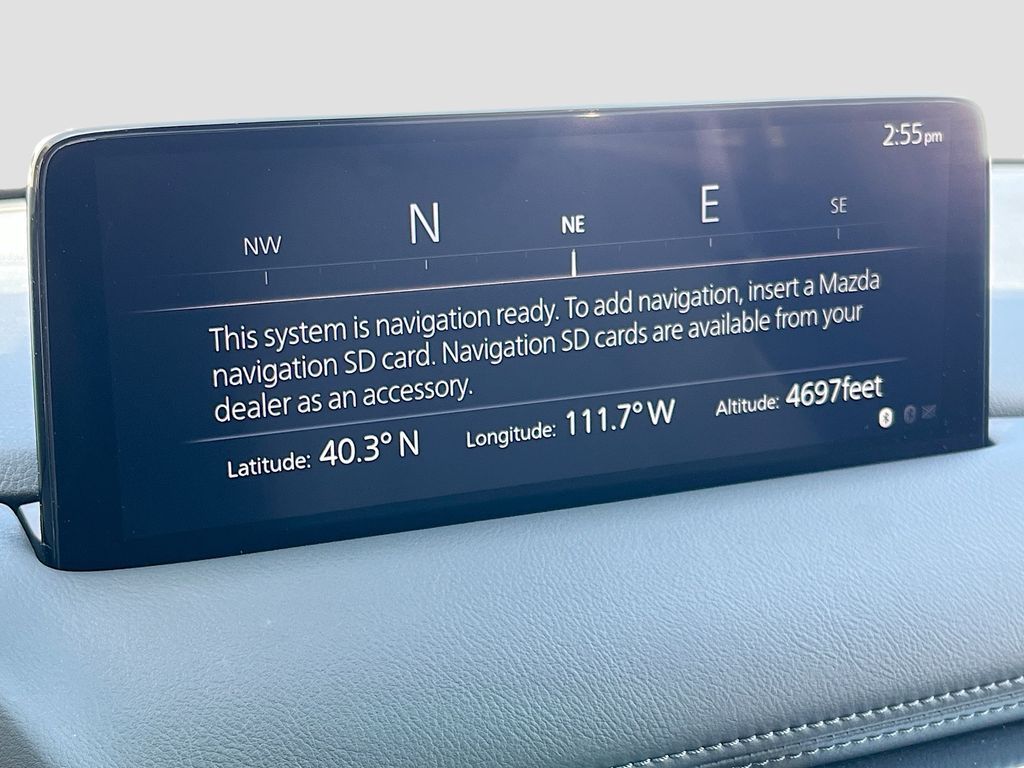 2:55pm
NW N NE E SE
This system is navigation ready. To add navigation, insert a Mazda
navigation SD card. Navigation SD cards are available from your
dealer as an accessory.
Latitude: 40.3° N Longitude: 111.7° W Altitude: 4697feet